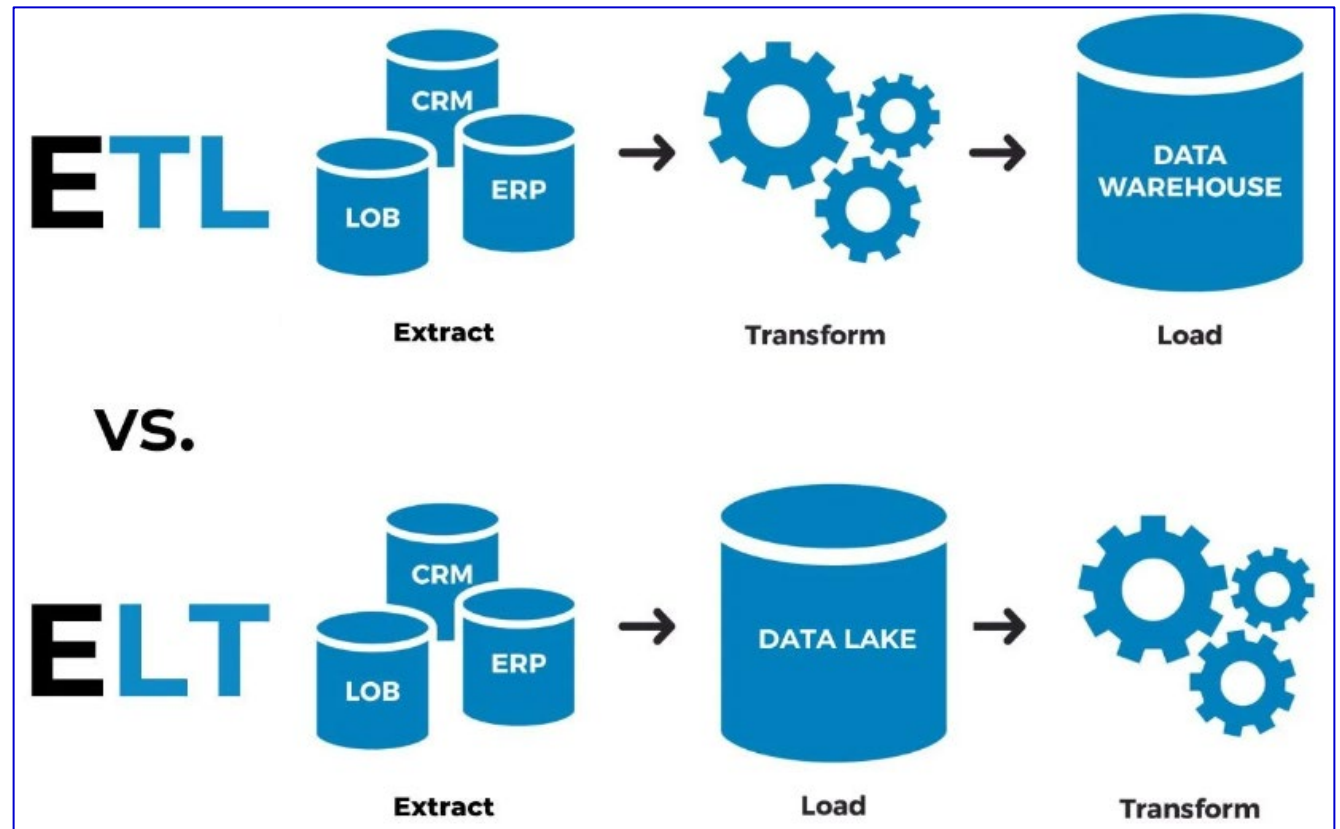 ETL
CRM
LOB
ERP
DATA
WAREHOUSE
Extract
Transform
Load
VS.
ELT
CRM
LOB
ERP
DATA LAKE
Extract
Load
Transform